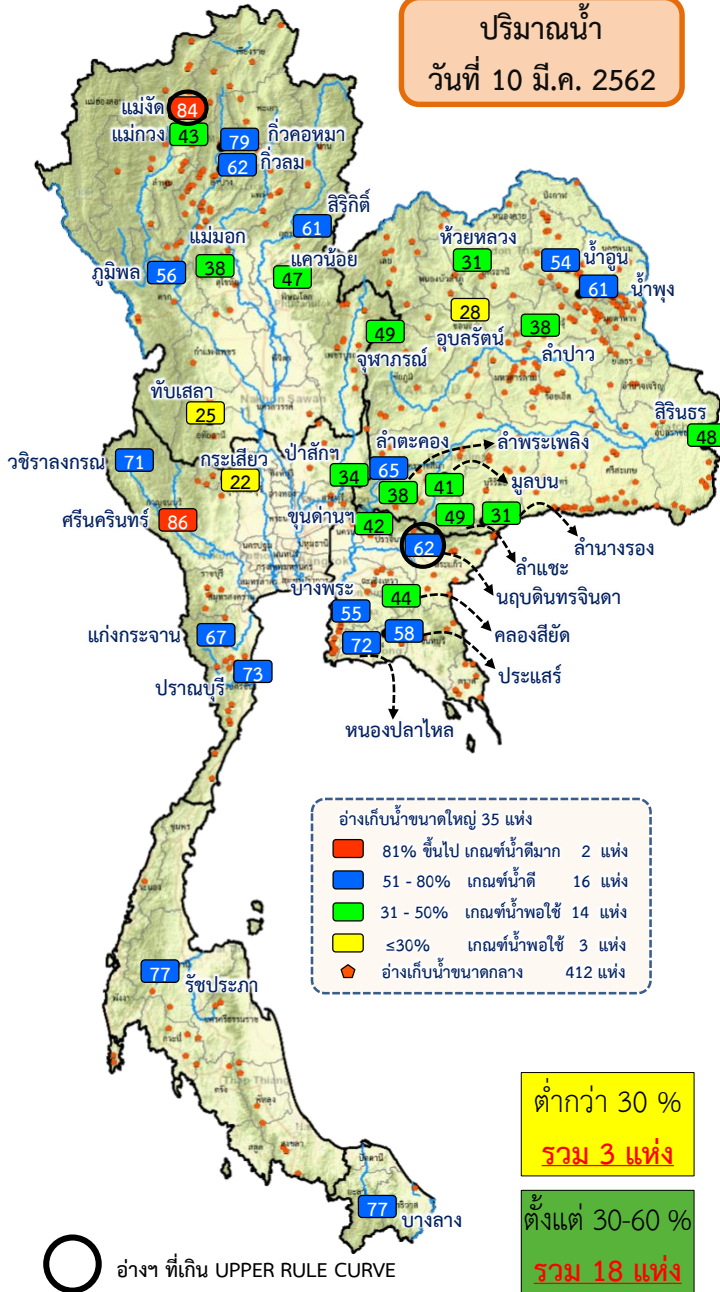 ปริมาณน้ำ
วันที่ 10 มี.ค. 2562
แม่งัด 84
แม่กวง 43
79 กิ่วคอหมา
62 กิ่วลม
สิริกิติ์
61
แม่มอก
38
ภูมิพล 56
แควน้อย
47
ห้วยหลวง
31
54 น้ำอูน
61 น้ำพุง
28
อุบลรัตน์
38
ลำปาว
49
จุฬาภรณ์
ทับเสลา
25
สิรินธร
48
วชิราลงกรณ 71
กระเสียว
22
ป่าสักฯ
34
ลำตะคอง
65
ลำพระเพลิง
38
41
มูลบน
ศรีนครินทร์ 86
ขุนด่านฯ
42
49
31
ลำนางรอง
ลำแชะ
62
นฤบดินทรจินดา
บางพระ
55
44
คลองสียัด
แก่งกระจาน 67
72
58
ประแสร์
ปราณบุรี 73
หนองปลาไหล
อ่างเก็บน้ำขนาดใหญ่ 35 แห่ง
81% ขึ้นไป เกณฑ์น้ำดีมาก 2 แห่ง
51 - 80% เกณฑ์น้ำดี 16 แห่ง
31 - 50% เกณฑ์น้ำพอใช้ 14 แห่ง
≤30% เกณฑ์น้ำพอใช้ 3 แห่ง
อ่างเก็บน้ำขนาดกลาง 412 แห่ง
77
รัชประภา
ต่ำกว่า 30 %
รวม 3 แห่ง
77
บางลาง
ตั้งแต่ 30-60 %
รวม 18 แห่ง
อ่างฯ ที่เกิน UPPER RULE CURVE